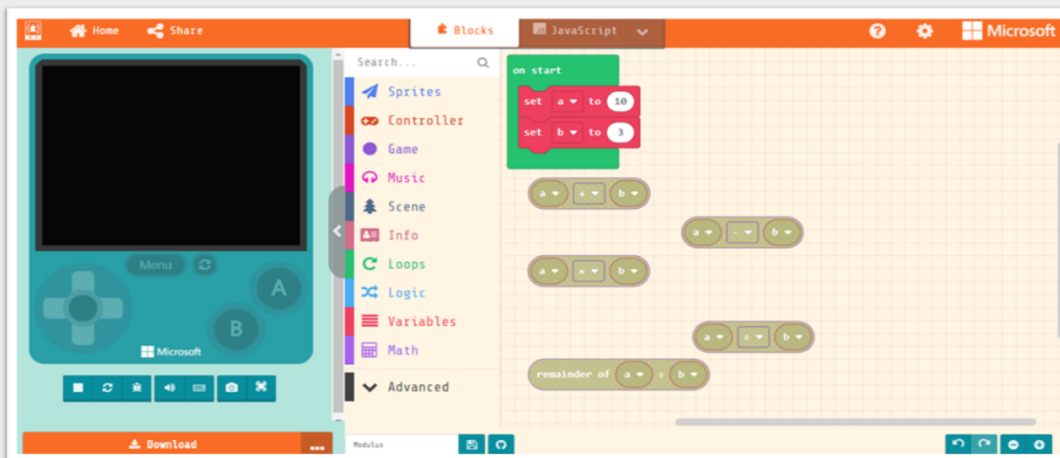 Home Share Blocks JavaScript Microsoft
Search...
Sprites
Controller
Game
Music
Scene
Info
Loops
Logic
Variables
Math
Advanced
Menu
A
B
Microsoft
Download ...
Modulus
on start
set a to 10
set b to 3
a + b
a - b
a × b
a ÷ b
remainder of a ÷ b